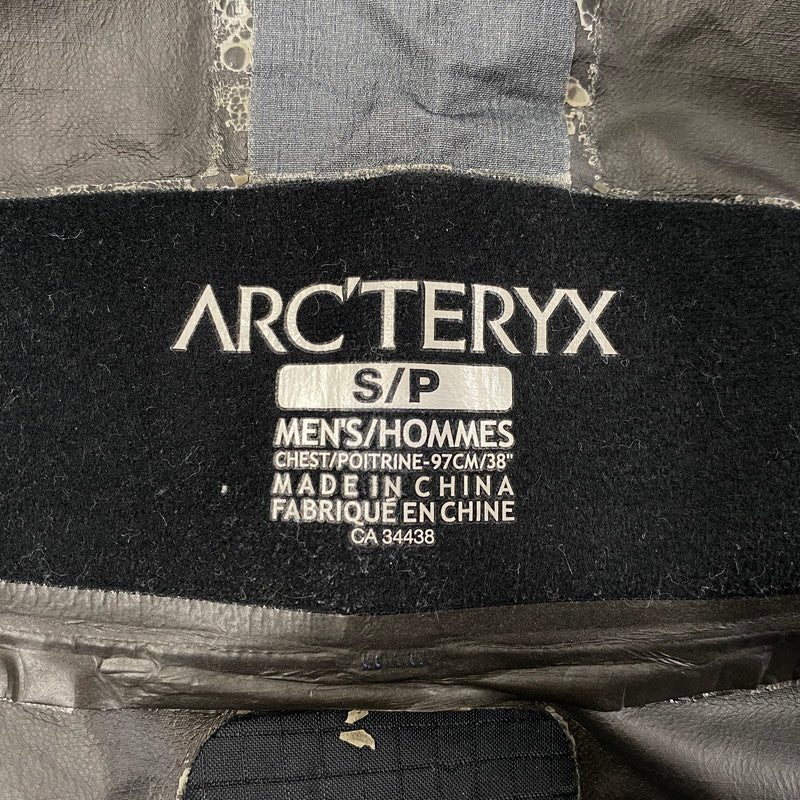 ARC'TERYX
S/P
MEN'S/HOMMES
CHEST/POITRINE-97CM/38"
MADE IN CHINA
FABRIQUÉ EN CHINE
CA 34438